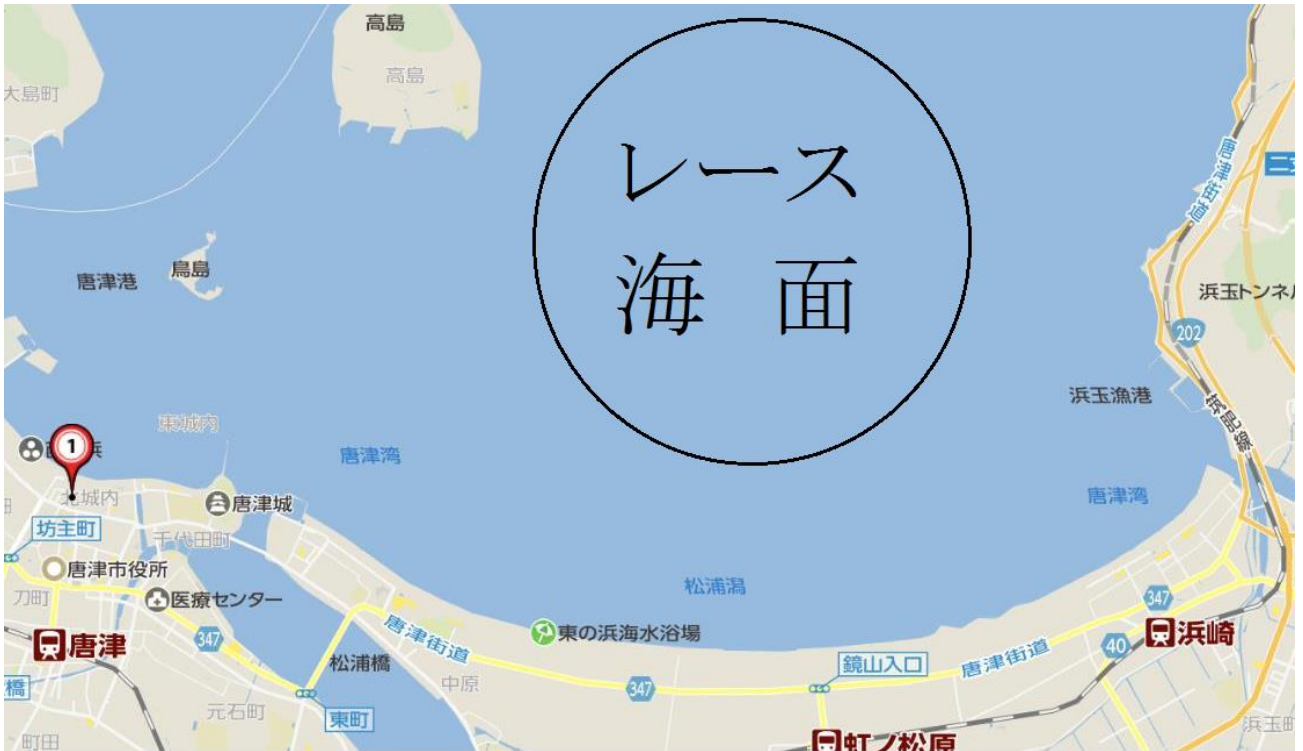 高島
高島
大島町
レース
海 面
唐津街道
浜玉トンネル
唐津港
鳥島
202
浜玉漁港
筑肥線
東城内
1
唐津湾
唐津湾
北城内
唐津城
坊主町
千代田町
唐津市役所
松浦潟
刀町
医療センター
347
347
唐津
唐津街道
東の浜海水浴場
浜崎
40
松浦橋
鏡山入口
唐津街道
中原
347
橋
元石町
東町
虹ノ松原
浜玉町
町田